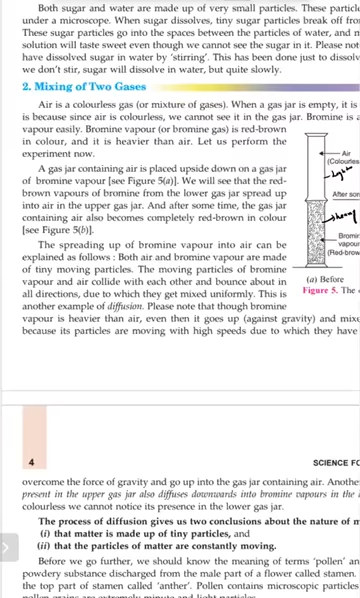 Both sugar and water are made up of very small particles. These particl
under a microscope. When sugar dissolves, tiny sugar particles break off fro
These sugar particles go into the spaces between the particles of water, and
solution will taste sweet even though we cannot see the sugar in it. Please not
have dissolved sugar in water by 'stirring'. This has been done just to dissolv
we don't stir, sugar will dissolve in water, but quite slowly.
2. Mixing of Two Gases
Air is a colourless gas (or mixture of gases). When a gas jar is empty, it is
is because since air is colourless, we cannot see it in the gas jar. Bromine is
vapour easily. Bromine vapour (or bromine gas) is red-brown
in colour, and it is heavier than air. Let us perform the
experiment now.
A gas jar containing air is placed upside down on a gas jar
of bromine vapour [see Figure 5(a)]. We will see that the red-
brown vapours of bromine from the lower gas jar spread up
into air in the upper gas jar. And after some time, the gas jar
containing air also becomes completely red-brown in colour
[see Figure 5(b)].
The spreading up of bromine vapour into air can be
explained as follows : Both air and bromine vapour are made
of tiny moving particles. The moving particles of bromine
vapour and air collide with each other and bounce about in
all directions, due to which they get mixed uniformly. This is
another example of diffusion. Please note that though bromine
vapour is heavier than air, even then it goes up (against gravity) and mixe
because its particles are moving with high speeds due to which they have
Air
(Colourless
After som
heavy
Bromin
vapour
(Red-brow
(a) Before
Figure 5. The
4
SCIENCE FO
overcome the force of gravity and go up into the gas jar containing air. Anothe
present in the upper gas jar also diffuses downwards into bromine vapours in the
colourless we cannot notice its presence in the lower gas jar.
The process of diffusion gives us two conclusions about the nature of m
(i) that matter is made up of tiny particles, and
(ii) that the particles of matter are constantly moving.
Before we go further, we should know the meaning of terms 'pollen' an
powdery substance discharged from the male part of a flower called stamen.
the top part of stamen called 'anther'. Pollen contains microscopic particles
pollen grains are extremely minute and light particles